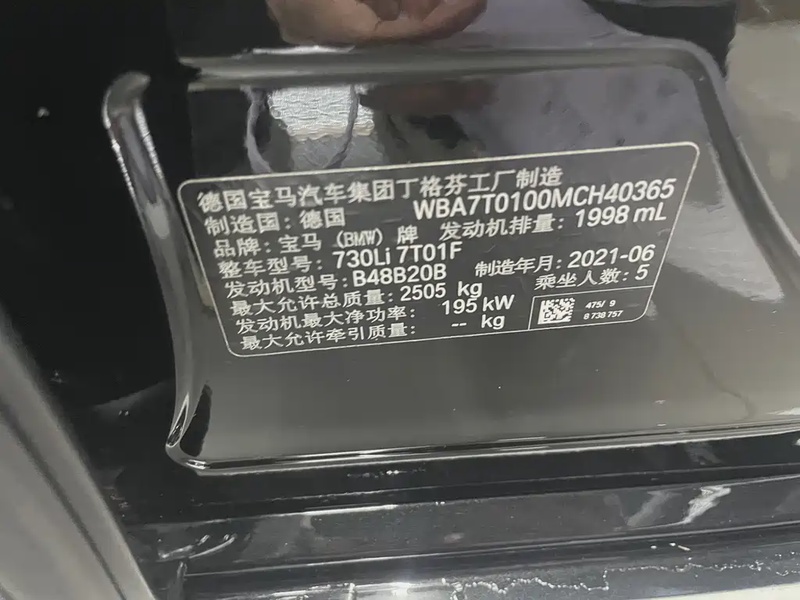 德国宝马汽车集团丁格芬工厂制造
制造国：德国 WBA7T0100MCH40365
品牌：宝马（BMW）牌 发动机排量：1998 mL
整车型号：730Li 7T01F
发动机型号：B48B20B 制造年月：2021-06
最大允许总质量：2505 kg 乘坐人数：5
发动机最大净功率： 195 kW
最大允许牵引质量： -- kg
475/ 9
8 738 757